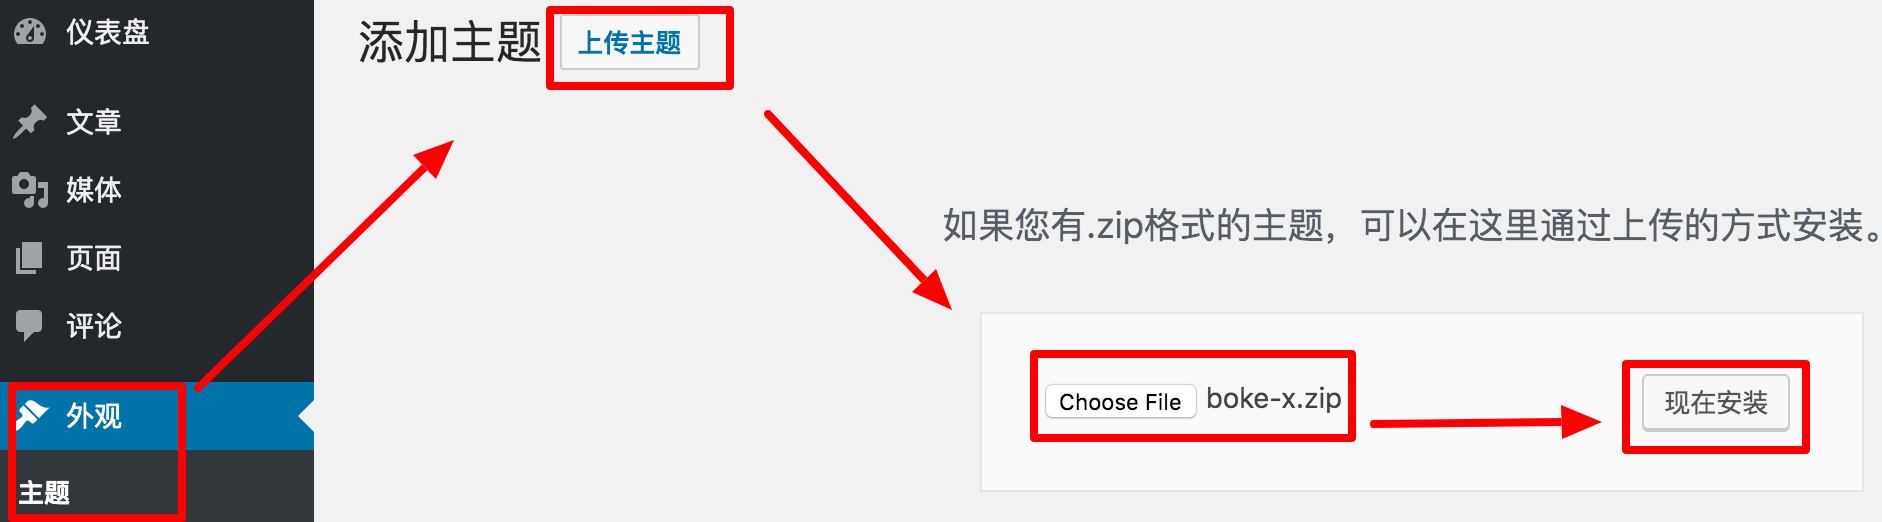 仪表盘
文章
媒体
页面
评论
外观
主题
添加主题 上传主题
如果您有.zip格式的主题，可以在这里通过上传的方式安装。
Choose File boke-x.zip 现在安装